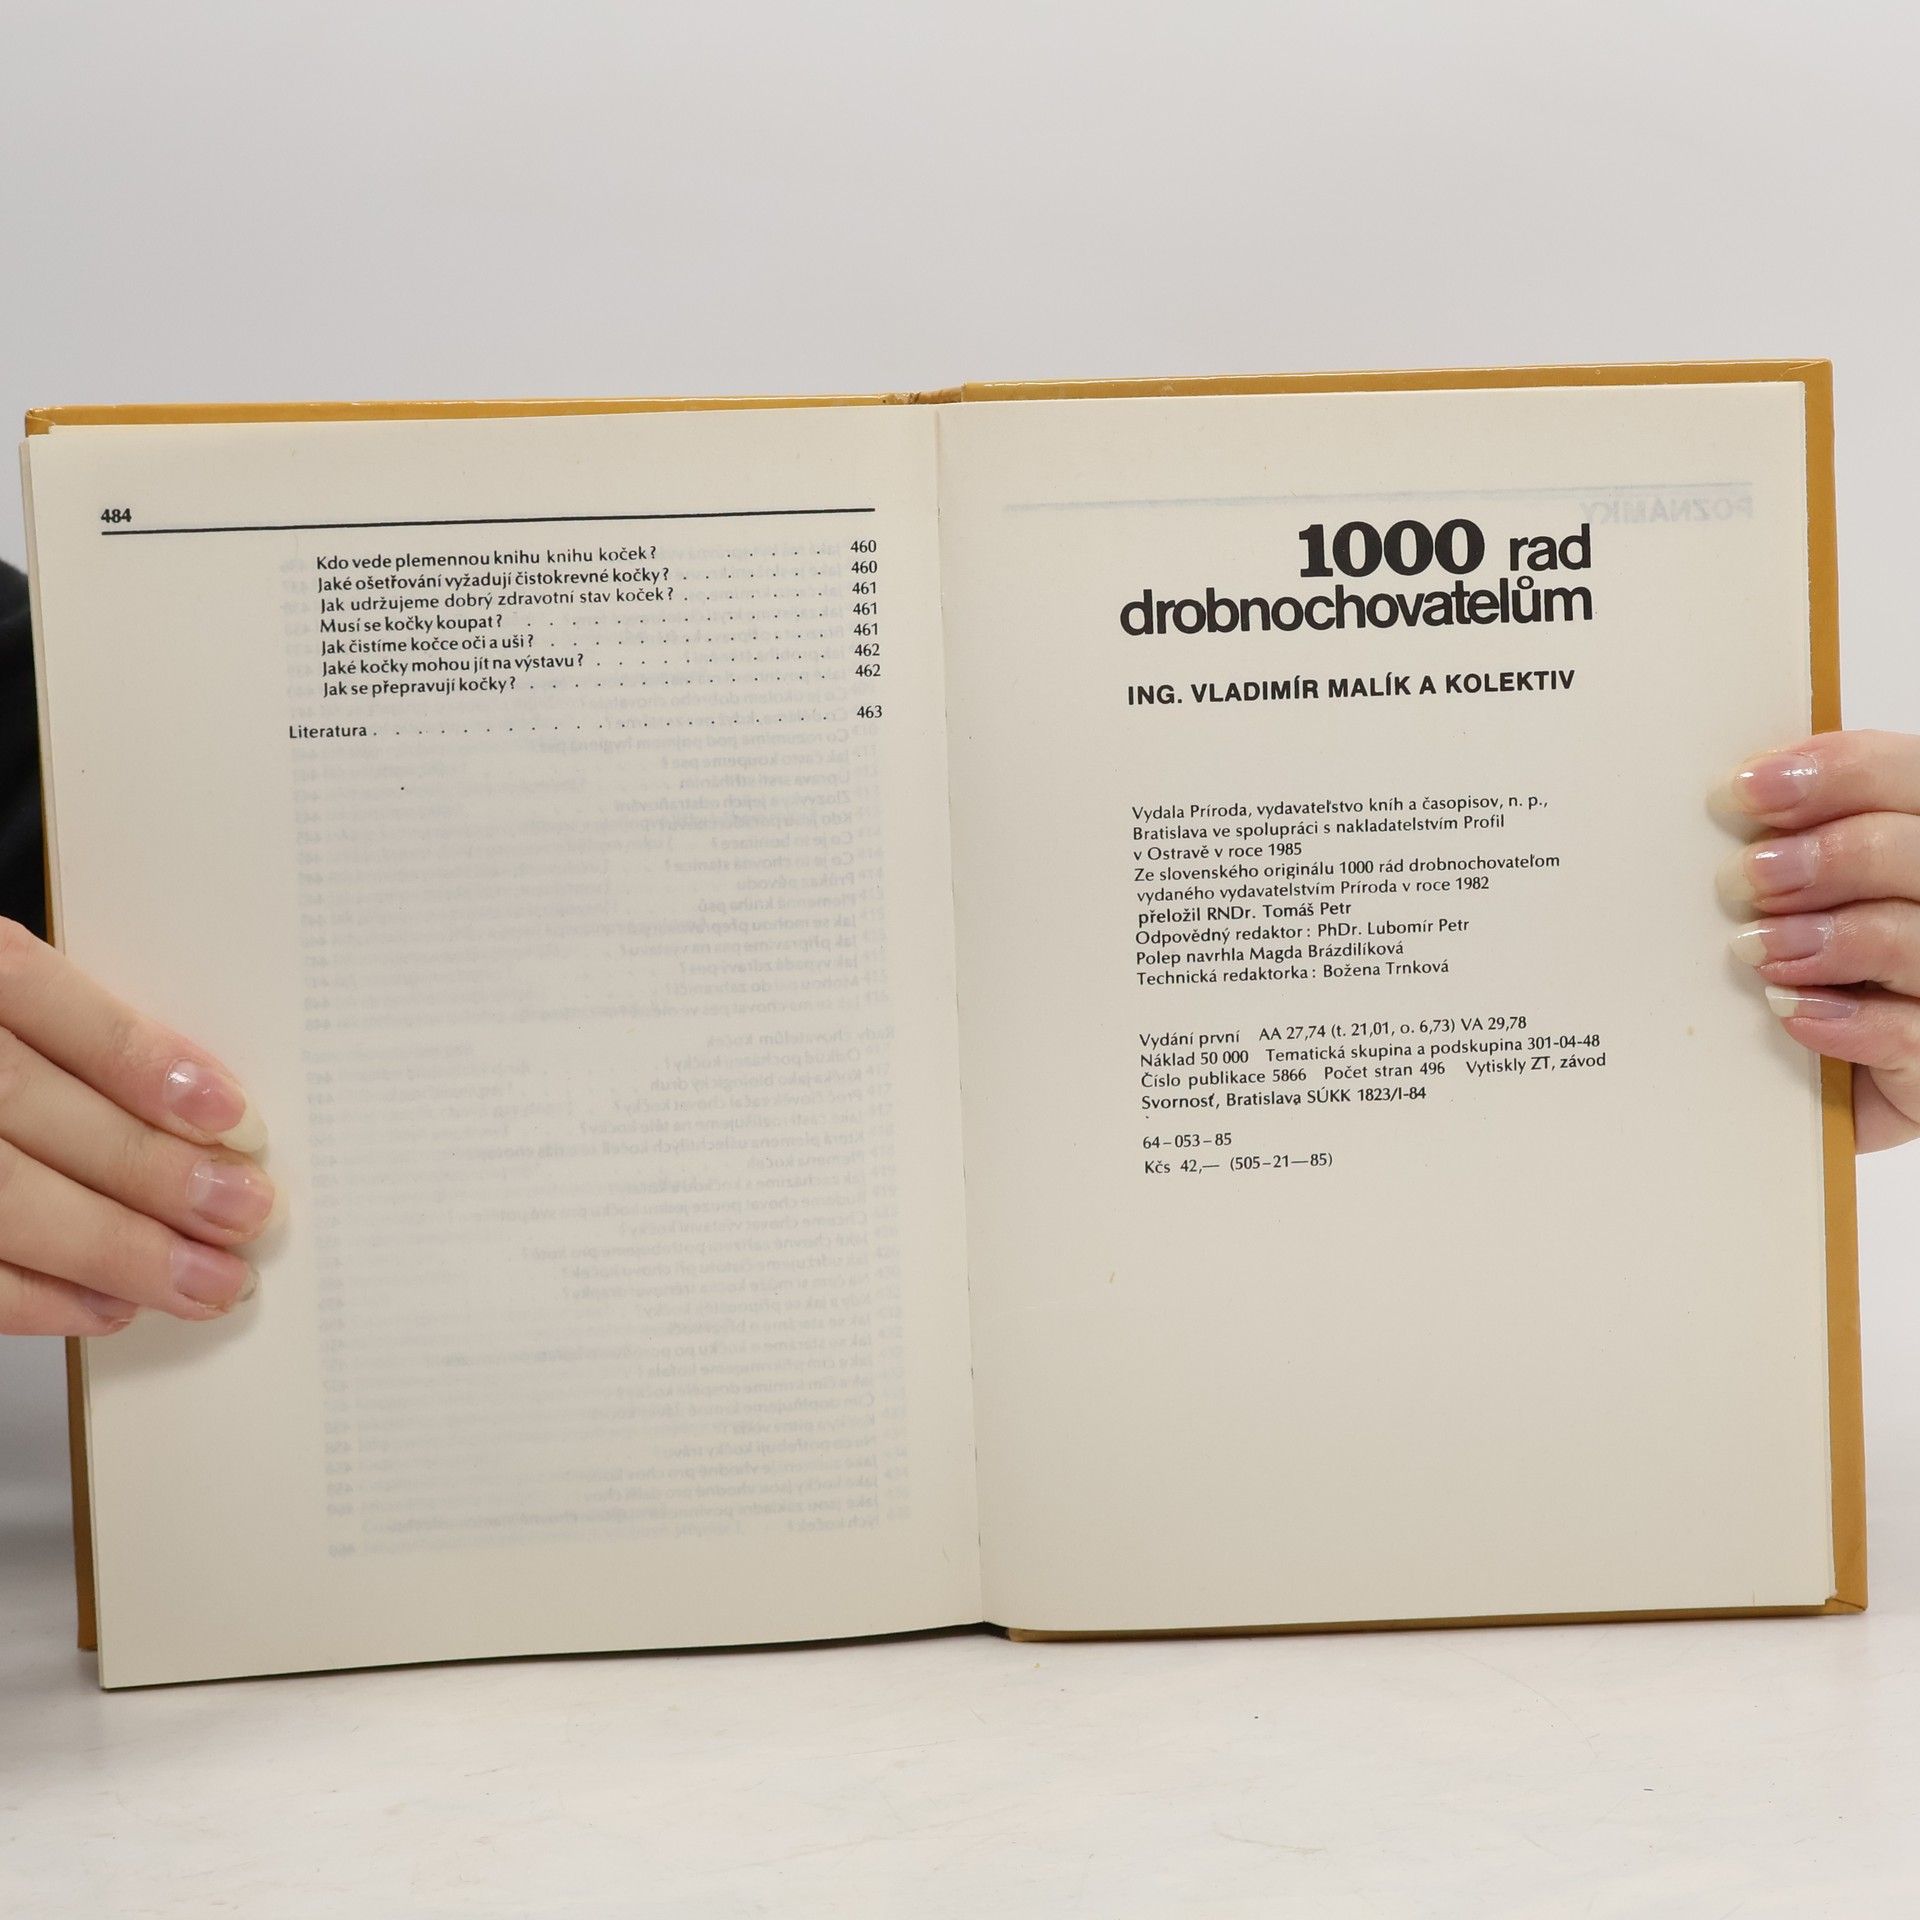 484
Kdo vede plemennou knihu knihu koček? . . . . . 460
Jaké ošetřování vyžadují čistokrevné kočky? . . . . . . . 460
Jak udržujeme dobrý zdravotní stav koček? . . . . . . . 461
Musí se kočky koupat? . . . . . . . . . . . 461
Jak čistíme kočce oči a uši? . . . . . . . . . . 461
Jaké kočky mohou jít na výstavu? . . . . . . . . . 462
Jak se přepravují kočky? . . . . . . . . . . . 462
Literatura . . . . . . . . . . . . . . . . 463
POZNÁMKY
1000 rad
drobnochovatelům
ING. VLADIMÍR MALÍK A KOLEKTIV
Vydala Príroda, vydavateľstvo kníh a časopisov, n. p.,
Bratislava ve spolupráci s nakladatelstvím Profil
v Ostravě v roce 1985
Ze slovenského originálu 1000 rád drobnochovateľom
vydaného vydavatelstvím Príroda v roce 1982
přeložil RNDr. Tomáš Petr
Odpovědný redaktor: PhDr. Lubomír Petr
Polep navrhla Magda Brázdilíková
Technická redaktorka: Božena Trnková
Vydání první AA 27,74 (t. 21,01, o. 6,73) VA 29,78
Náklad 50 000 Tematická skupina a podskupina 301-04-48
Číslo publikace 5866 Počet stran 496 Vytiskly ZT, závod
Svornosť, Bratislava SÚKK 1823/I-84
64–053–85
Kčs 42,— (505–21—85)